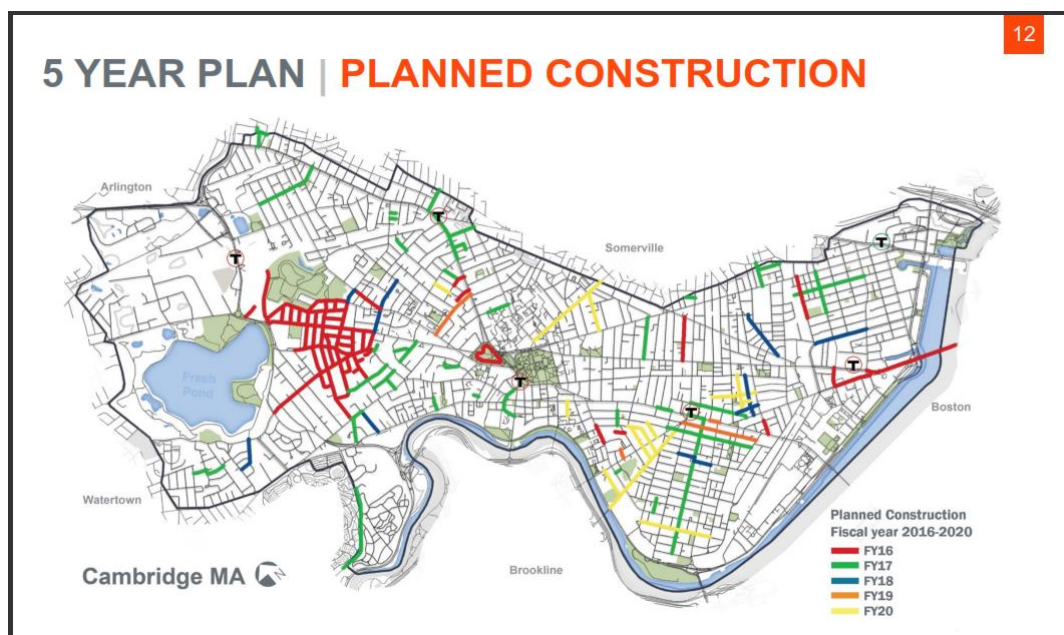 12
5 YEAR PLAN | PLANNED CONSTRUCTION
Arlington
T
Somerville
T
T
Fresh
Pond
T
T
T
Boston
Watertown
Brookline
Cambridge MA
N
Planned Construction
Fiscal year 2016-2020
FY16
FY17
FY18
FY19
FY20